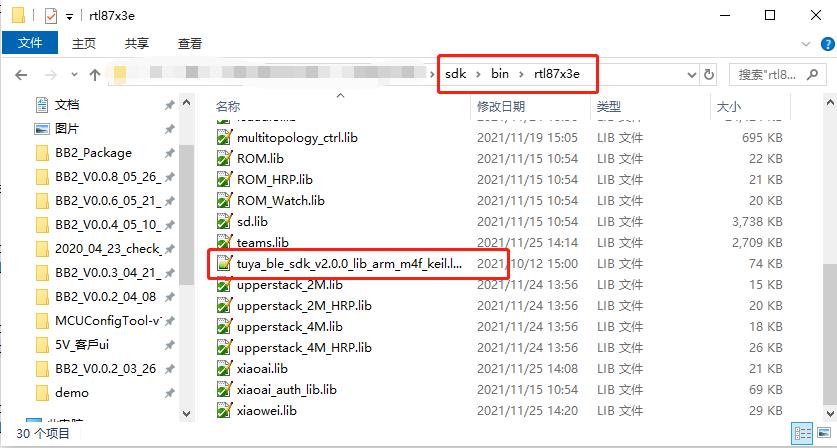 rtl87x3e
文件 主页 共享 查看
sdk › bin › rtl87x3e 搜索"rtl8...
名称 修改日期 类型 大小
文档
图片
BB2_Package
BB2_V0.0.8_05_26_
BB2_V0.0.6_05_21_
BB2_V0.0.4_05_10_
2020_04_23_check_
BB2_V0.0.3_04_21_
BB2_V0.0.2_04_08
MCUConfigTool-v1
5V_客戶ui
BB2_V0.0.2_03_26
demo
multitopology_ctrl.lib 2021/11/19 15:05 LIB 文件 695 KB
ROM.lib 2021/11/15 10:54 LIB 文件 22 KB
ROM_HRP.lib 2021/11/15 10:54 LIB 文件 21 KB
ROM_Watch.lib 2021/11/15 10:54 LIB 文件 20 KB
sd.lib 2021/11/15 10:54 LIB 文件 3,738 KB
teams.lib 2021/11/25 14:14 LIB 文件 2,709 KB
tuya_ble_sdk_v2.0.0_lib_arm_m4f_keil.l... 2021/10/12 15:00 LIB 文件 74 KB
upperstack_2M.lib 2021/11/24 13:56 LIB 文件 15 KB
upperstack_2M_HRP.lib 2021/11/24 13:56 LIB 文件 20 KB
upperstack_4M.lib 2021/11/24 13:56 LIB 文件 18 KB
upperstack_4M_HRP.lib 2021/11/24 13:56 LIB 文件 26 KB
xiaoai.lib 2021/11/25 14:08 LIB 文件 21 KB
xiaoai_auth_lib.lib 2021/11/15 10:54 LIB 文件 69 KB
xiaowei.lib 2021/11/25 14:20 LIB 文件 29 KB
30 个项目